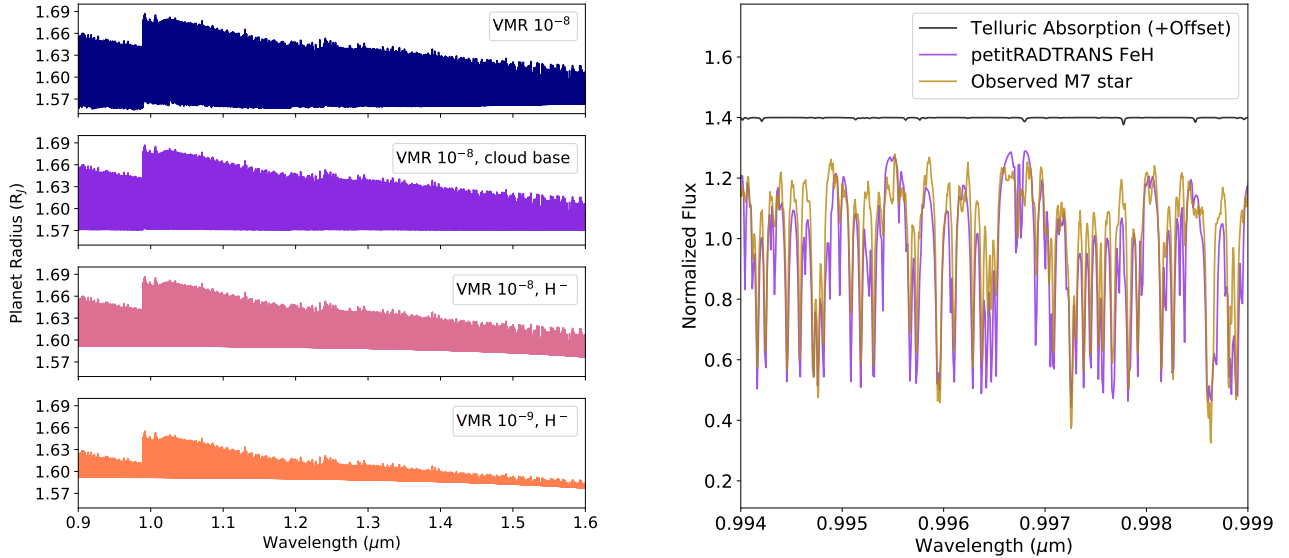 Planet Radius (R_J)
1.69
1.66
1.63
1.60
1.57
VMR 10⁻⁸
1.69
1.66
1.63
1.60
1.57
VMR 10⁻⁸, cloud base
1.69
1.66
1.63
1.60
1.57
VMR 10⁻⁸, H⁻
1.69
1.66
1.63
1.60
1.57
VMR 10⁻⁹, H⁻
0.9 1.0 1.1 1.2 1.3 1.4 1.5 1.6
Wavelength (μm)
Normalized Flux
1.6
1.4
1.2
1.0
0.8
0.6
0.4
0.2
Telluric Absorption (+Offset)
petitRADTRANS FeH
Observed M7 star
0.994 0.995 0.996 0.997 0.998 0.999
Wavelength (μm)